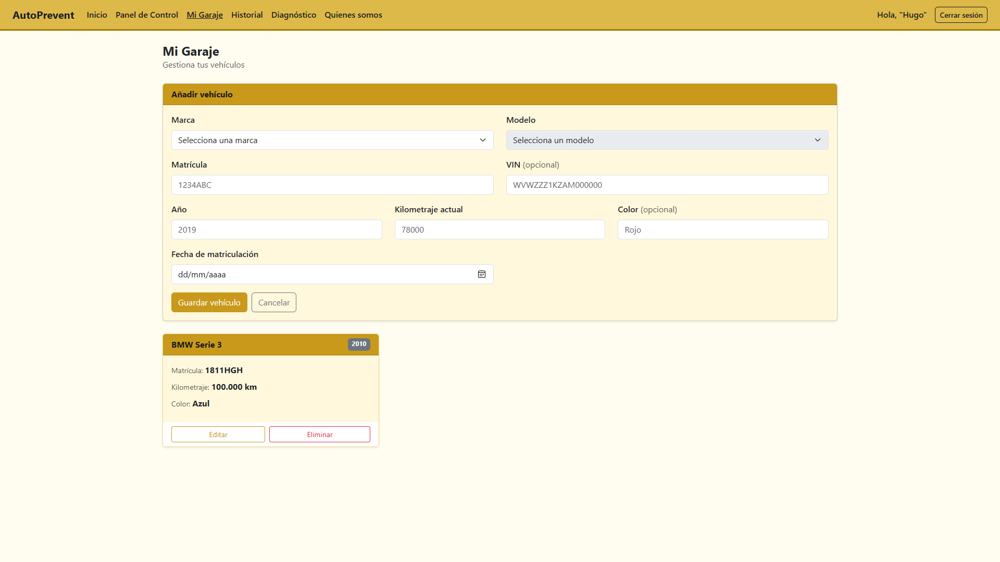 AutoPrevent Inicio Panel de Control Mi Garaje Historial Diagnóstico Quienes somos Hola, "Hugo" Cerrar sesión
Mi Garaje
Gestiona tus vehículos
Añadir vehículo
Marca Modelo
Selecciona una marca Selecciona un modelo
Matrícula VIN (opcional)
1234ABC WVWZZZ1KZAM000000
Año Kilometraje actual Color (opcional)
2019 78000 Rojo
Fecha de matriculación
dd/mm/aaaa
Guardar vehículo Cancelar
BMW Serie 3 2010
Matrícula: 1811HGH
Kilometraje: 100.000 km
Color: Azul
Editar Eliminar